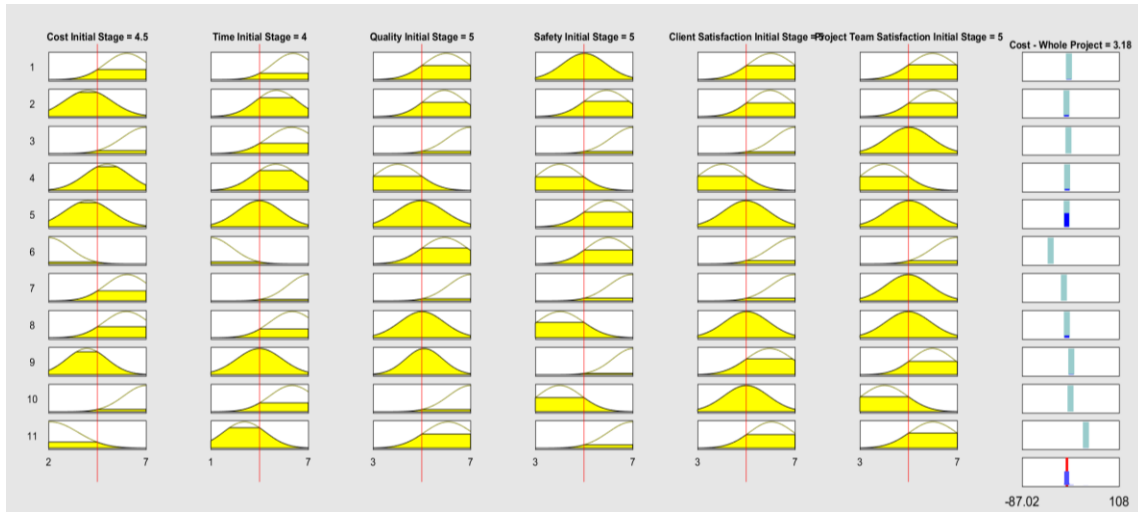 Cost Initial Stage = 4.5
Time Initial Stage = 4
Quality Initial Stage = 5
Safety Initial Stage = 5
Client Satisfaction Initial Stage =
Project Team Satisfaction Initial Stage = 5
Cost - Whole Project = 3.18
1
2
3
4
5
6
7
8
9
10
11
2 7 1 7 3 7 3 7 3 7 3 7
-87.02 108